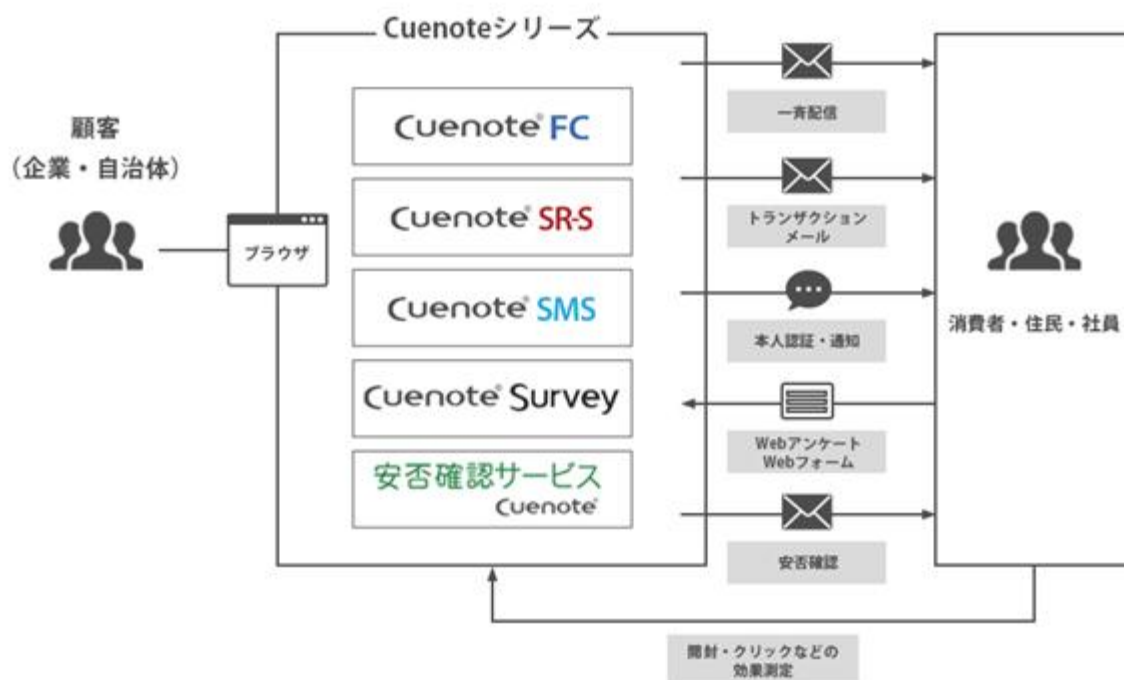 Cuenoteシリーズ
顧客
(企業・自治体)
ブラウザ
Cuenote® FC
Cuenote® SR-S
Cuenote® SMS
Cuenote® Survey
安否確認サービス
Cuenote®
一斉配信
トランザクション
メール
本人認証・通知
Webアンケート
Webフォーム
安否確認
消費者・住民・社員
開封・クリックなどの
効果測定